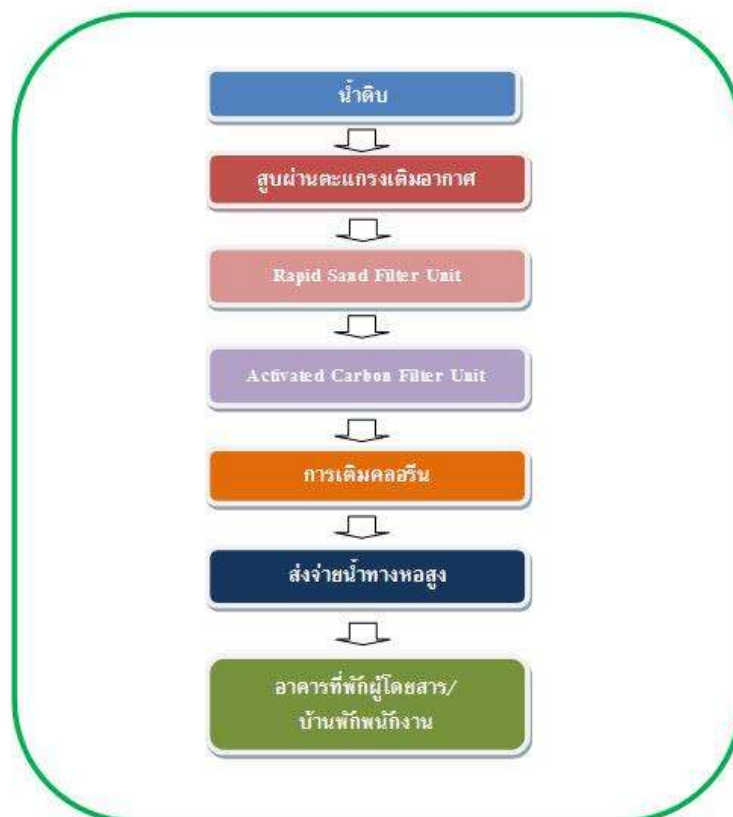 น้ำดิบ
สูบผ่านตะแกรงเติมอากาศ
Rapid Sand Filter Unit
Activated Carbon Filter Unit
การเติมคลอรีน
ส่งจ่ายน้ำทางหอสูง
อาคารที่พักผู้โดยสาร/
บ้านพักพนักงาน